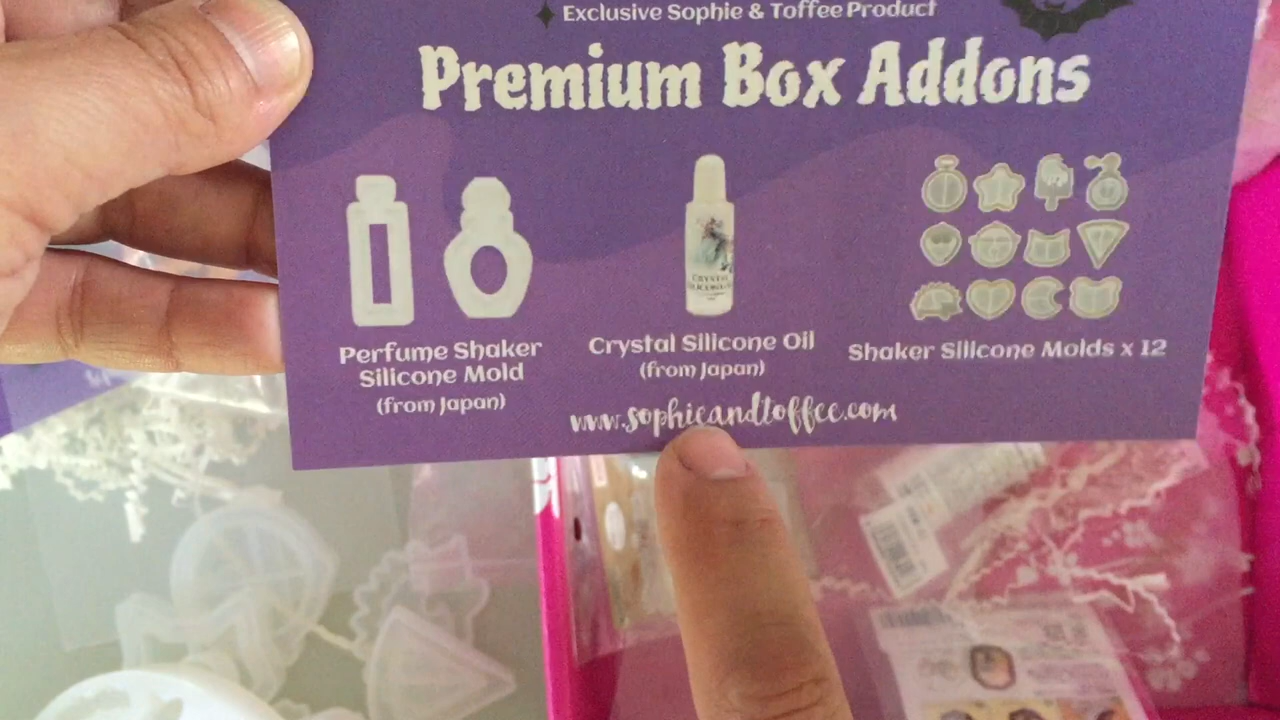 Exclusive Sophie & Toffee Product
Premium Box Addons
Perfume Shaker
Silicone Mold
(from Japan)
Crystal Silicone Oil
(from Japan)
Shaker Silicone Molds x 12
www.sophieandtoffee.com
CRYSTAL